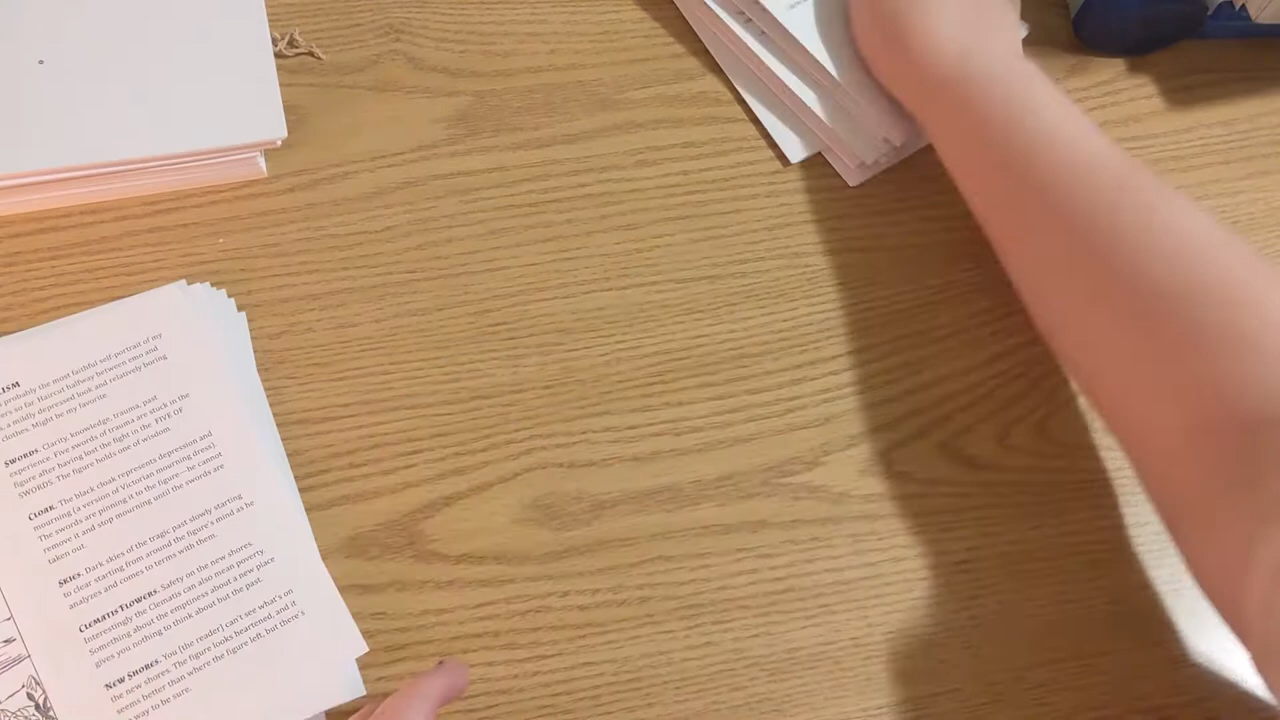 LISM
probably the most faithful self-portrait of my
ers so far. Haircut halfway between emo and
s, a mildly depressed look and relatively boring
clothes. Might be my favorite.
SWORDS. Clarity, knowledge, trauma, past
experience. Five swords of trauma are stuck in the
figure after having lost the fight in the FIVE OF
SWORDS. The figure holds one of wisdom.
CLOAK. The black cloak represents depression and
mourning (a version of Victorian mourning dress).
The swords are pinning it to the figure—he cannot
remove it and stop mourning until the swords are
taken out.
SKIES. Dark skies of the tragic past slowly starting
to clear starting from around the figure's mind as he
analyzes and comes to terms with them.
CLEMATIS FLOWERS. Safety on the new shores.
Interestingly the Clematis can also mean poverty.
Something about the emptiness about a new place
gives you nothing to think about but the past.
NEW SHORES. You (the reader) can't see what's on
the new shores. The figure looks heartened, and it
seems better than where the figure left, but there's
way to be sure.